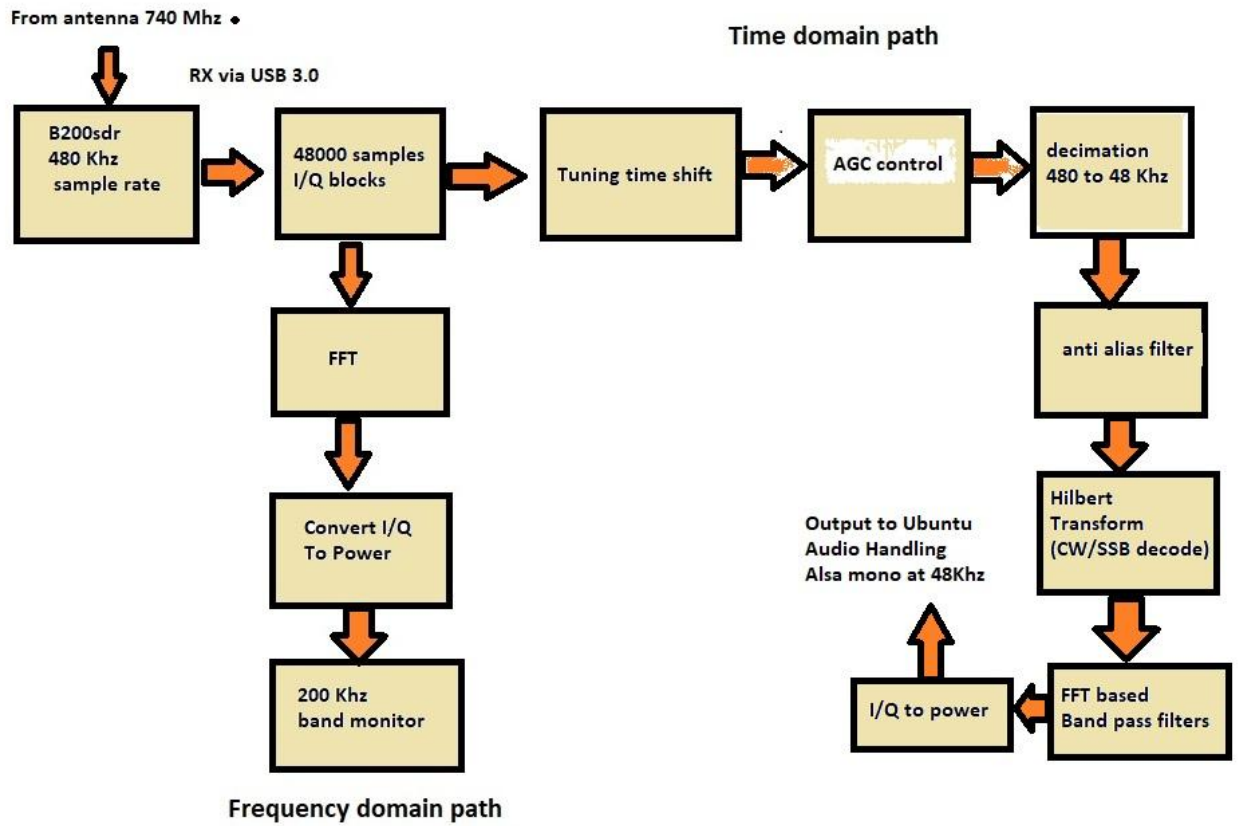 From antenna 740 Mhz
Time domain path
RX via USB 3.0
B200sdr
480 Khz
sample rate
48000 samples
I/Q blocks
Tuning time shift
AGC control
decimation
480 to 48 Khz
FFT
anti alias filter
Convert I/Q
To Power
Hilbert
Transform
(CW/SSB decode)
Output to Ubuntu
Audio Handling
Alsa mono at 48Khz
200 Khz
band monitor
I/Q to power
FFT based
Band pass filters
Frequency domain path